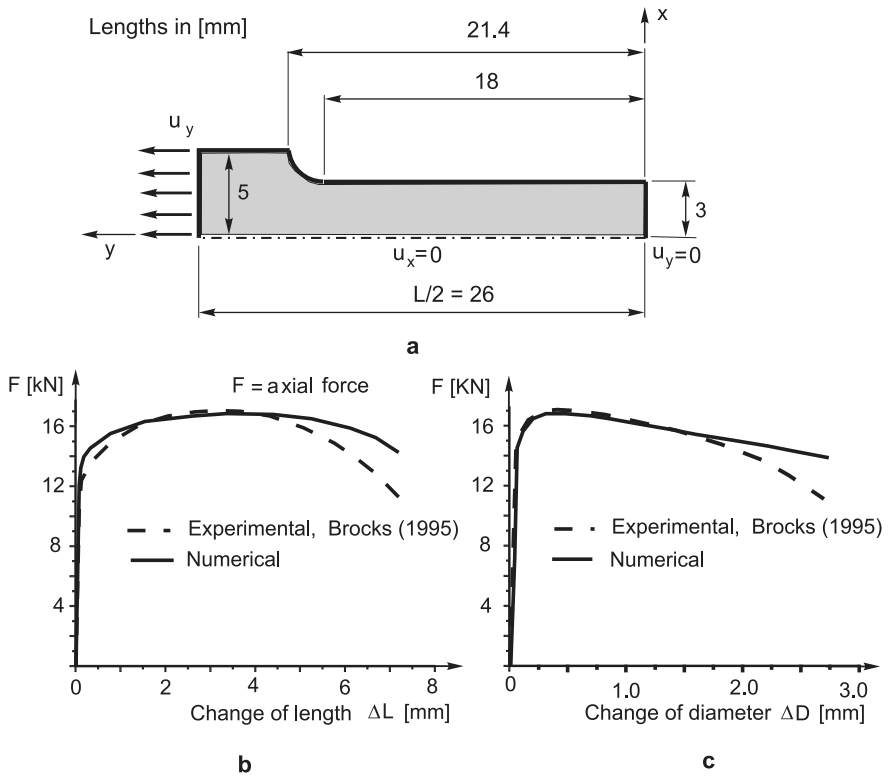 Lengths in [mm]
x
21.4
18
u y
5
3
y
u x =0
u y =0
L/2 = 26
a
F [kN]
F = axial force
16
12
8
4
Experimental, Brocks (1995)
Numerical
0 2 4 6 8
Change of length ΔL [mm]
b
F [KN]
16
12
8
4
Experimental, Brocks (1995)
Numerical
0 1.0 2.0 3.0
Change of diameter ΔD [mm]
c